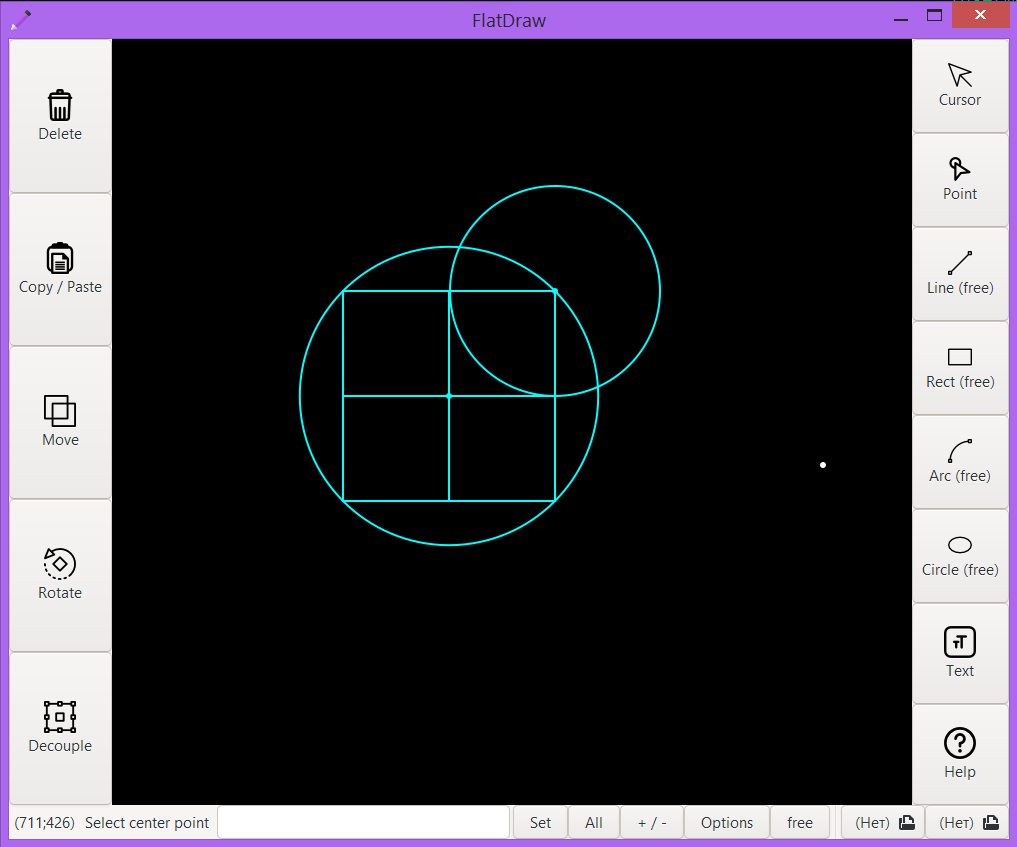 FlatDraw
Delete
Copy / Paste
Move
Rotate
Decouple
Cursor
Point
Line (free)
Rect (free)
Arc (free)
Circle (free)
тT
Text
Help
(711;426) Select center point Set All + / - Options free (Нет) (Нет)